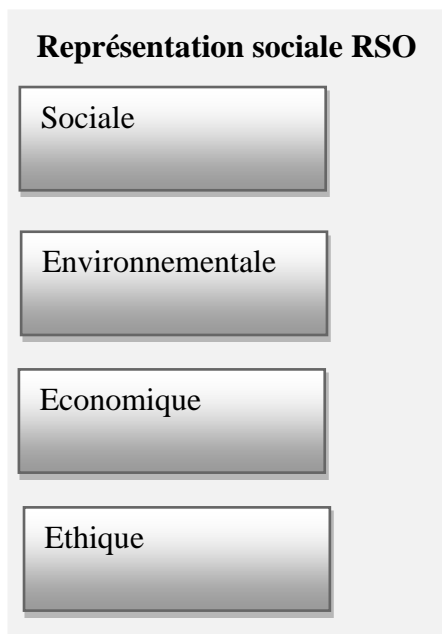 Représentation sociale RSO
Sociale
Environnementale
Economique
Ethique